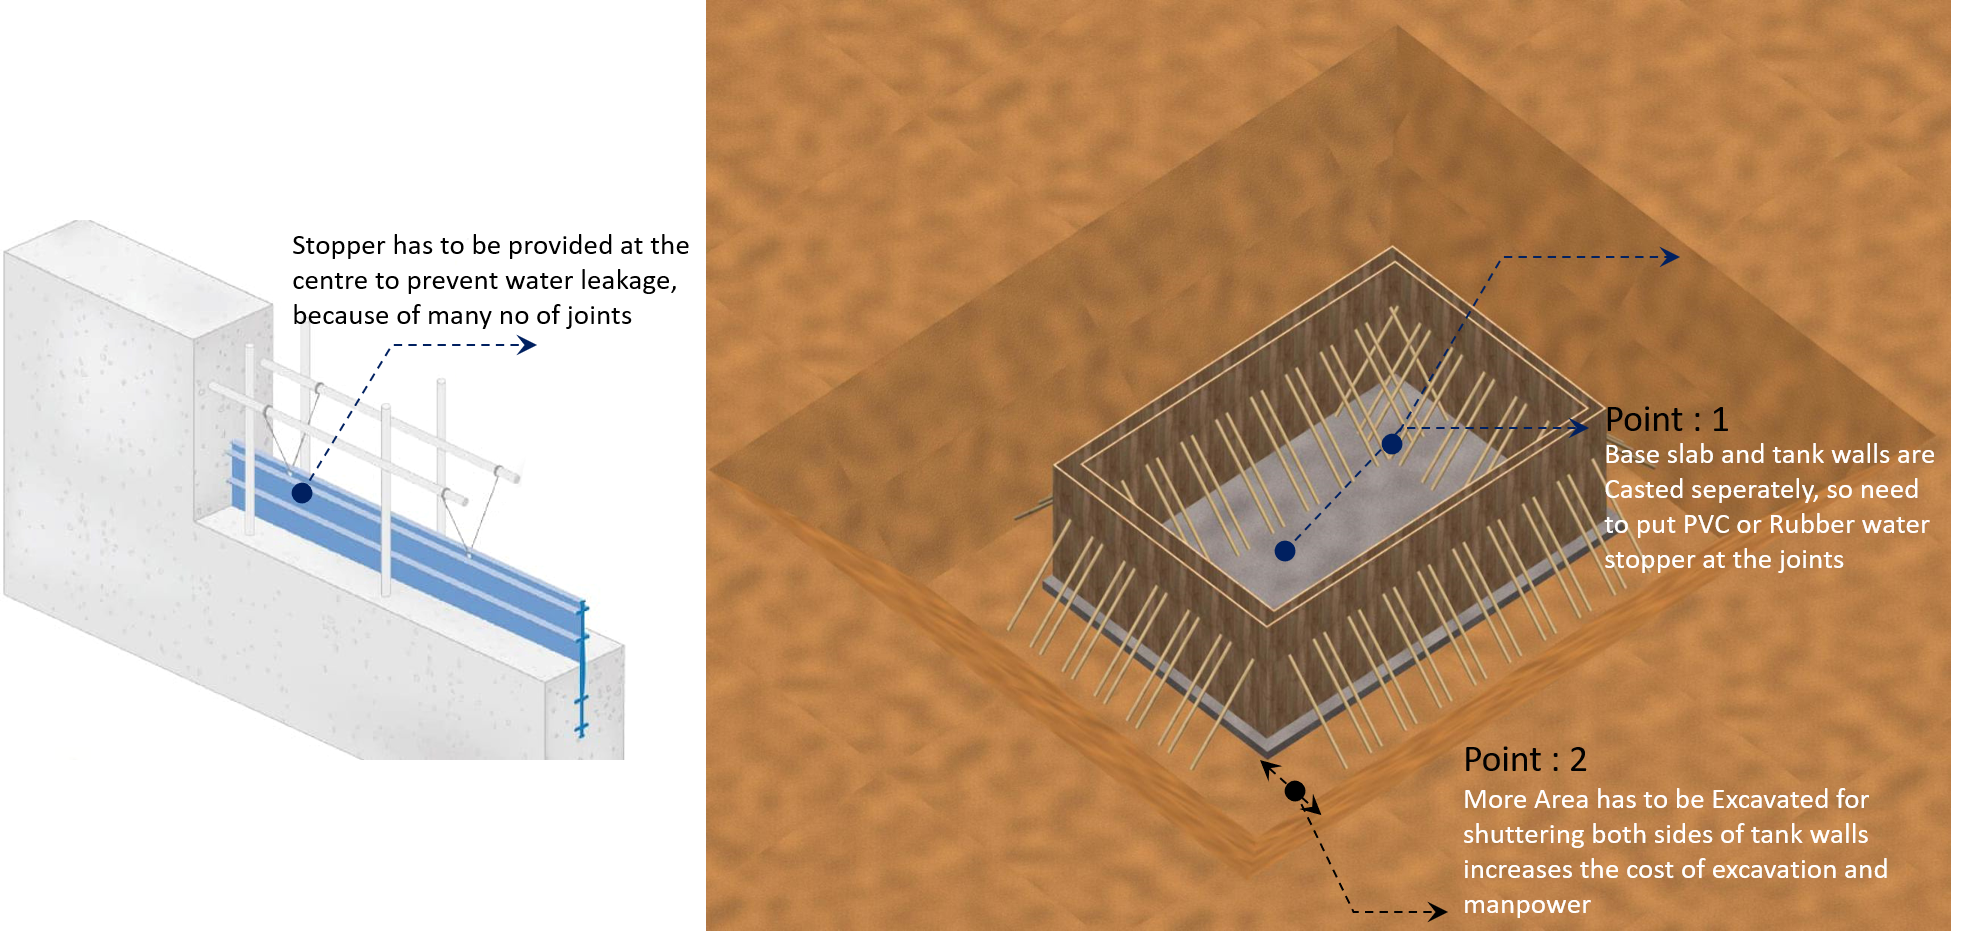 Stopper has to be provided at the
centre to prevent water leakage,
because of many no of joints
Point : 1
Base slab and tank walls are
Casted seperately, so need
to put PVC or Rubber water
stopper at the joints
Point : 2
More Area has to be Excavated for
shuttering both sides of tank walls
increases the cost of excavation and
manpower